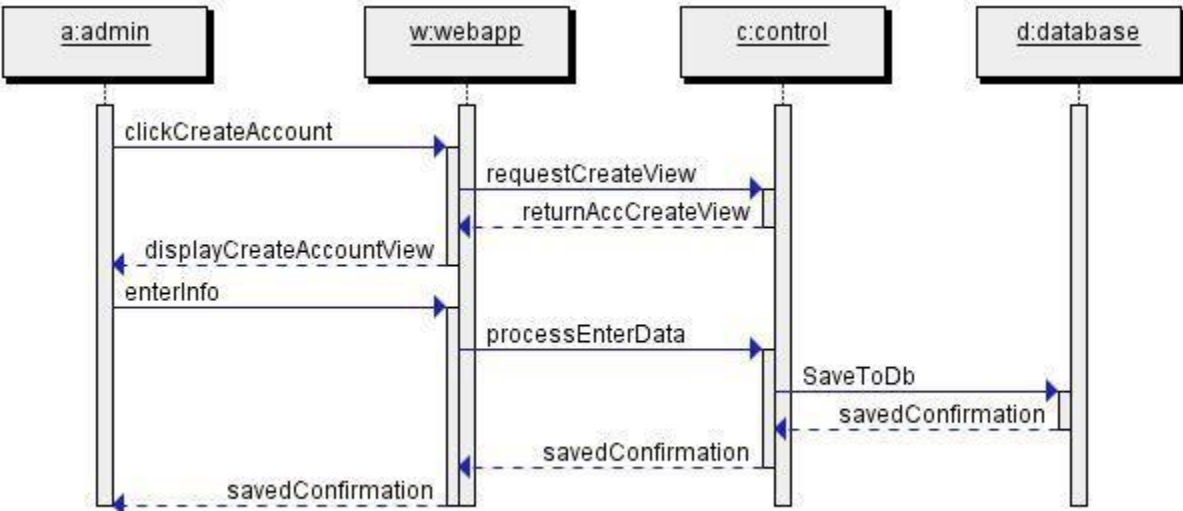 a:admin
w:webapp
c:control
d:database
clickCreateAccount
requestCreateView
returnAccCreateView
displayCreateAccountView
enterInfo
processEnterData
SaveToDb
savedConfirmation
savedConfirmation
savedConfirmation